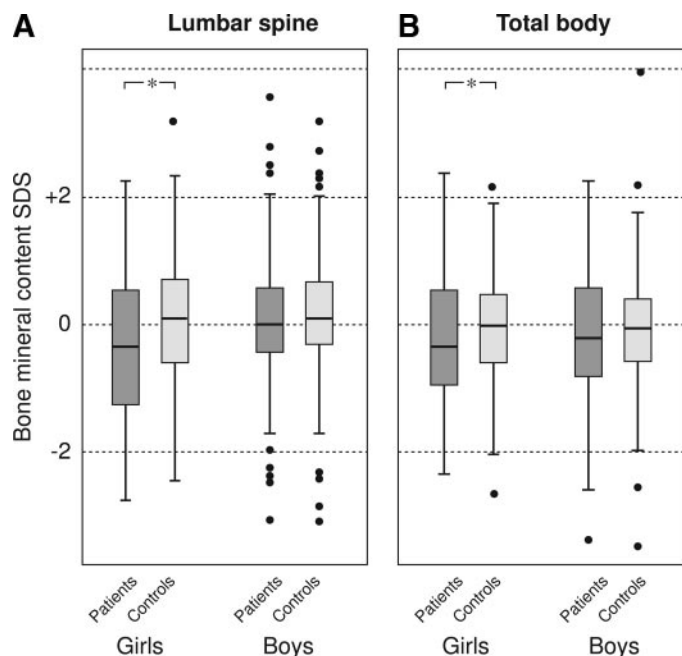 A Lumbar spine
B Total body
Bone mineral content SDS
+2
0
-2
*
*
Patients
Controls
Patients
Controls
Girls
Boys
Patients
Controls
Patients
Controls
Girls
Boys